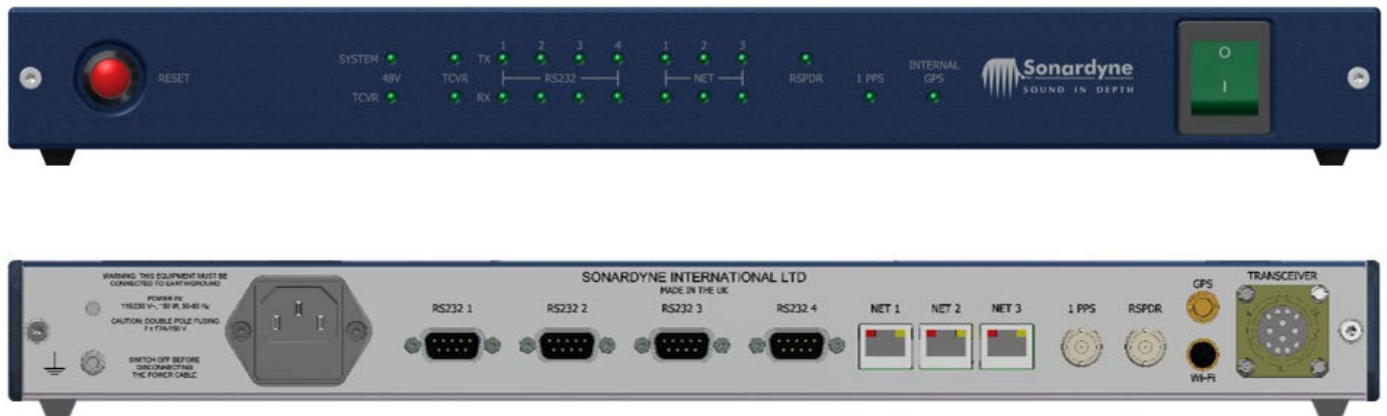 1 2 3 4 1 2 3
SYSTEM TX
RESET 48V TCVR RS232 NET RSPDR 1 PPS INTERNAL GPS
TCVR RX
Sonardyne
SOUND IN DEPTH
O
I
WARNING: THIS EQUIPMENT MUST BE
CONNECTED TO EARTH/GROUND
POWER IN:
CAUTION: DOUBLE POLE FUSING
SWITCH OFF BEFORE
DISCONNECTING
THE POWER CABLE
SONARDYNE INTERNATIONAL LTD
MADE IN THE UK
RS232 1 RS232 2 RS232 3 RS232 4 NET 1 NET 2 NET 3 1 PPS RSPDR GPS TRANSCEIVER
Wi-Fi